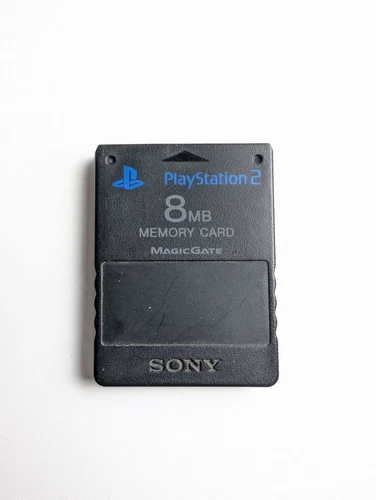 PlayStation 2
8MB
MEMORY CARD
MAGICGATE
SONY